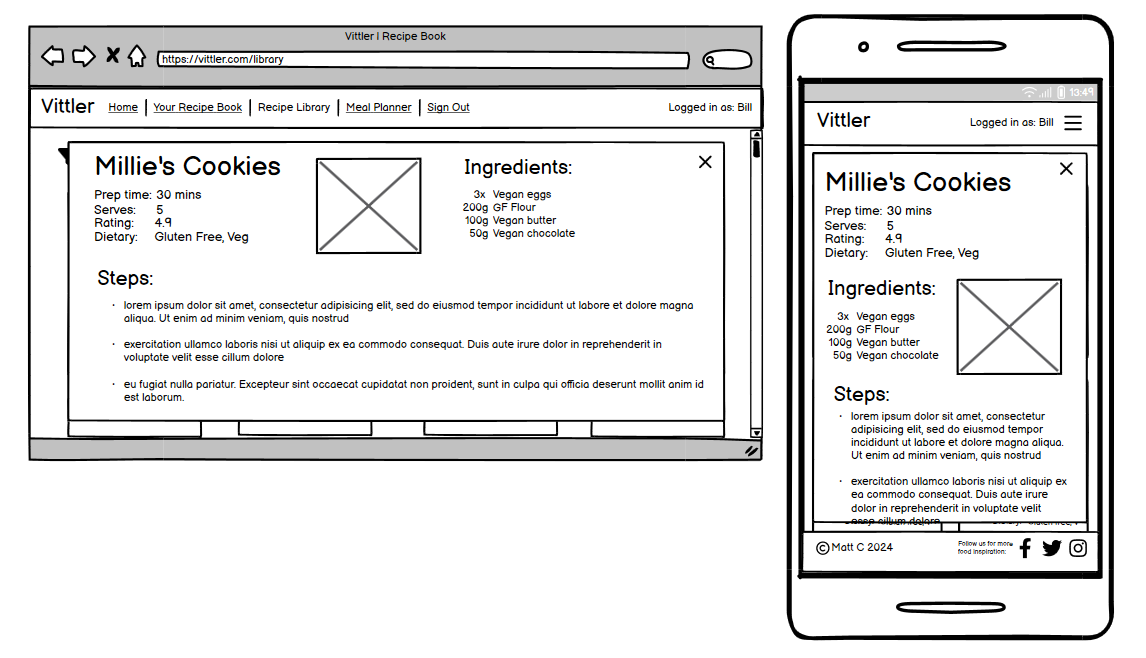 Vittler | Recipe Book
https://vittler.com/library
Vittler Home Your Recipe Book Recipe Library Meal Planner Sign Out Logged in as: Bill
Millie's Cookies
Prep time: 30 mins
Serves: 5
Rating: 4.9
Dietary: Gluten Free, Veg
Ingredients:
3x Vegan eggs
200g GF Flour
100g Vegan butter
50g Vegan chocolate
Steps:
· lorem ipsum dolor sit amet, consectetur adipisicing elit, sed do eiusmod tempor incididunt ut labore et dolore magna
aliqua. Ut enim ad minim veniam, quis nostrud
· exercitation ullamco laboris nisi ut aliquip ex ea commodo consequat. Duis aute irure dolor in reprehenderit in
voluptate velit esse cillum dolore
· eu fugiat nulla pariatur. Excepteur sint occaecat cupidatat non proident, sunt in culpa qui officia deserunt mollit anim id
est laborum.
13:49
Vittler Logged in as: Bill
Millie's Cookies
Prep time: 30 mins
Serves: 5
Rating: 4.9
Dietary: Gluten Free, Veg
Ingredients:
3x Vegan eggs
200g GF Flour
100g Vegan butter
50g Vegan chocolate
Steps:
· lorem ipsum dolor sit amet, consectetur
adipisicing elit, sed do eiusmod tempor
incididunt ut labore et dolore magna aliqua.
Ut enim ad minim veniam, quis nostrud
· exercitation ullamco laboris nisi ut aliquip ex
ea commodo consequat. Duis aute irure
dolor in reprehenderit in voluptate velit
esse cillum dolore
© Matt C 2024
Follow us for more
food inspiration: